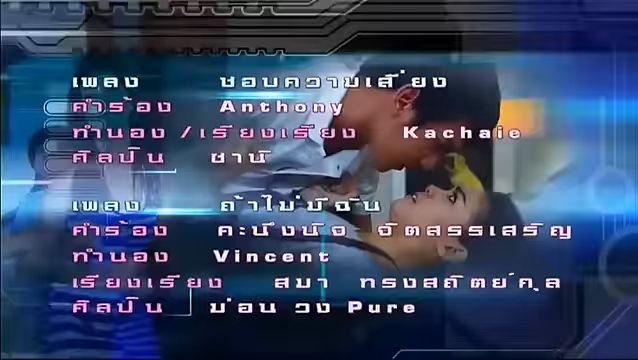 เพลง ชอบความเสี่ยง
คำร้อง Anthony
ทำนอง /เรียงเรียง Kachaie
ศิลปิน ซานิ
เพลง ถ้าไม่มีฉัน
คำร้อง คะนึงนิจ จิตสรรเสริญ
ทำนอง Vincent
เรียงเรียง สมา ทรงสถิตย์กุล
ศิลปิน ม่อน วง Pure